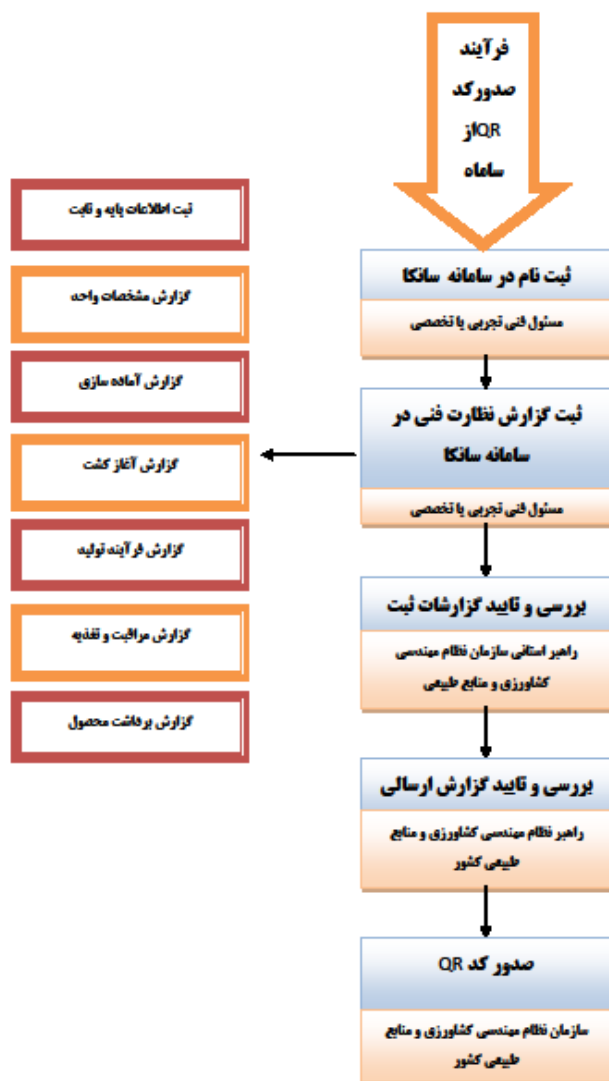 فرآیند
صدورکد
QRاز
ساماه
ثبت نام در سامانه سانکا
مسئول فنی تجربی یا تخصصی
ثبت گزارش نظارت فنی در
سامانه سانکا
مسئول فنی تجربی یا تخصصی
بررسی و تایید گزارشات ثبت
راهبر استانی سازمان نظام مهندسی
کشاورزی و منابع طبیعی
بررسی و تایید گزارش ارسالی
راهبر نظام مهندسی کشاورزی و منابع
طبیعی کشور
صدور کد QR
سازمان نظام مهندسی کشاورزی و منابع
طبیعی کشور
ثبت اطلاعات پایه و ثابت
گزارش مشخصات واحد
گزارش آماده سازی
گزارش آغاز کشت
گزارش فرآیند تولید
گزارش مراقبت و تغذیه
گزارش برداشت محصول